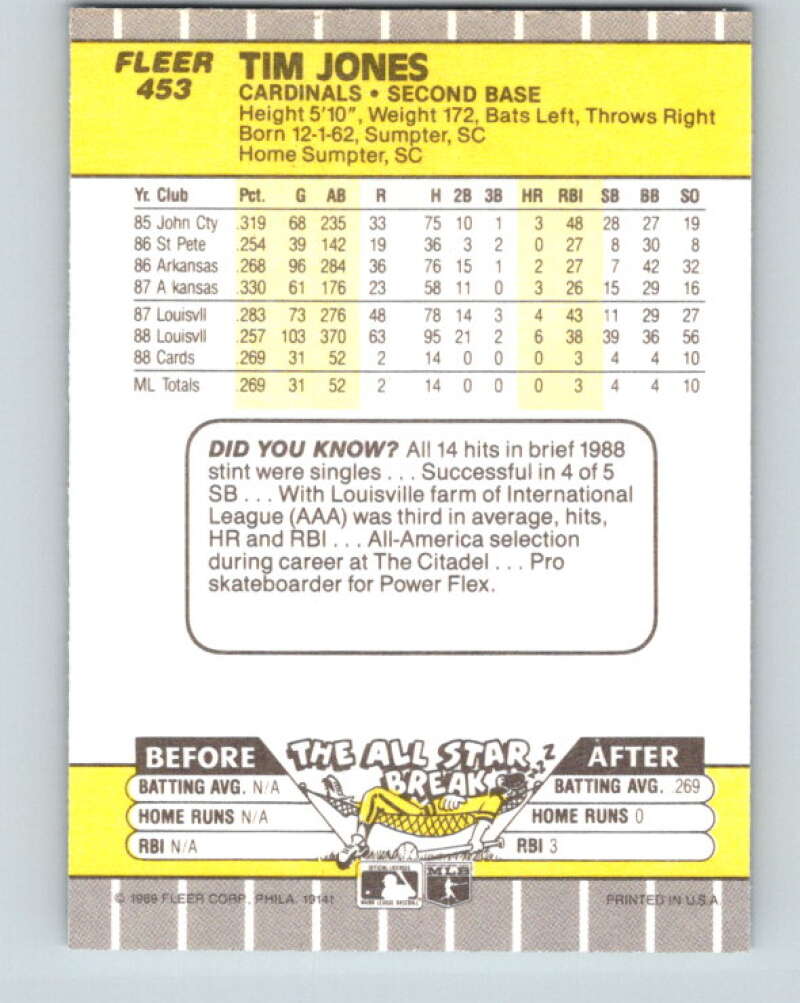 FLEER
453
TIM JONES
CARDINALS • SECOND BASE
Height 5'10", Weight 172, Bats Left, Throws Right
Born 12-1-62, Sumpter, SC
Home Sumpter, SC
Yr. Club Pct. G AB R H 2B 3B HR RBI SB BB SO
85 John Cty .319 68 235 33 75 10 1 3 48 28 27 19
86 St Pete .254 39 142 19 36 3 2 0 27 8 30 8
86 Arkansas .268 96 284 36 76 15 1 2 27 7 42 32
87 A kansas .330 61 176 23 58 11 0 3 26 15 29 16
87 Louisvll .283 73 276 48 78 14 3 4 43 11 29 27
88 Louisvll .257 103 370 63 95 21 2 6 38 39 36 56
88 Cards .269 31 52 2 14 0 0 0 3 4 4 10
ML Totals .269 31 52 2 14 0 0 0 3 4 4 10
DID YOU KNOW? All 14 hits in brief 1988
stint were singles . . . Successful in 4 of 5
SB . . . With Louisville farm of International
League (AAA) was third in average, hits,
HR and RBI . . . All-America selection
during career at The Citadel . . . Pro
skateboarder for Power Flex.
BEFORE
THE ALL STAR
BREAK
ZZZZ
AFTER
BATTING AVG. N/A
HOME RUNS N/A
RBI N/A
BATTING AVG. .269
HOME RUNS 0
RBI 3
MLB
© 1989 FLEER CORP., PHILA. 19141
PRINTED IN U.S.A.